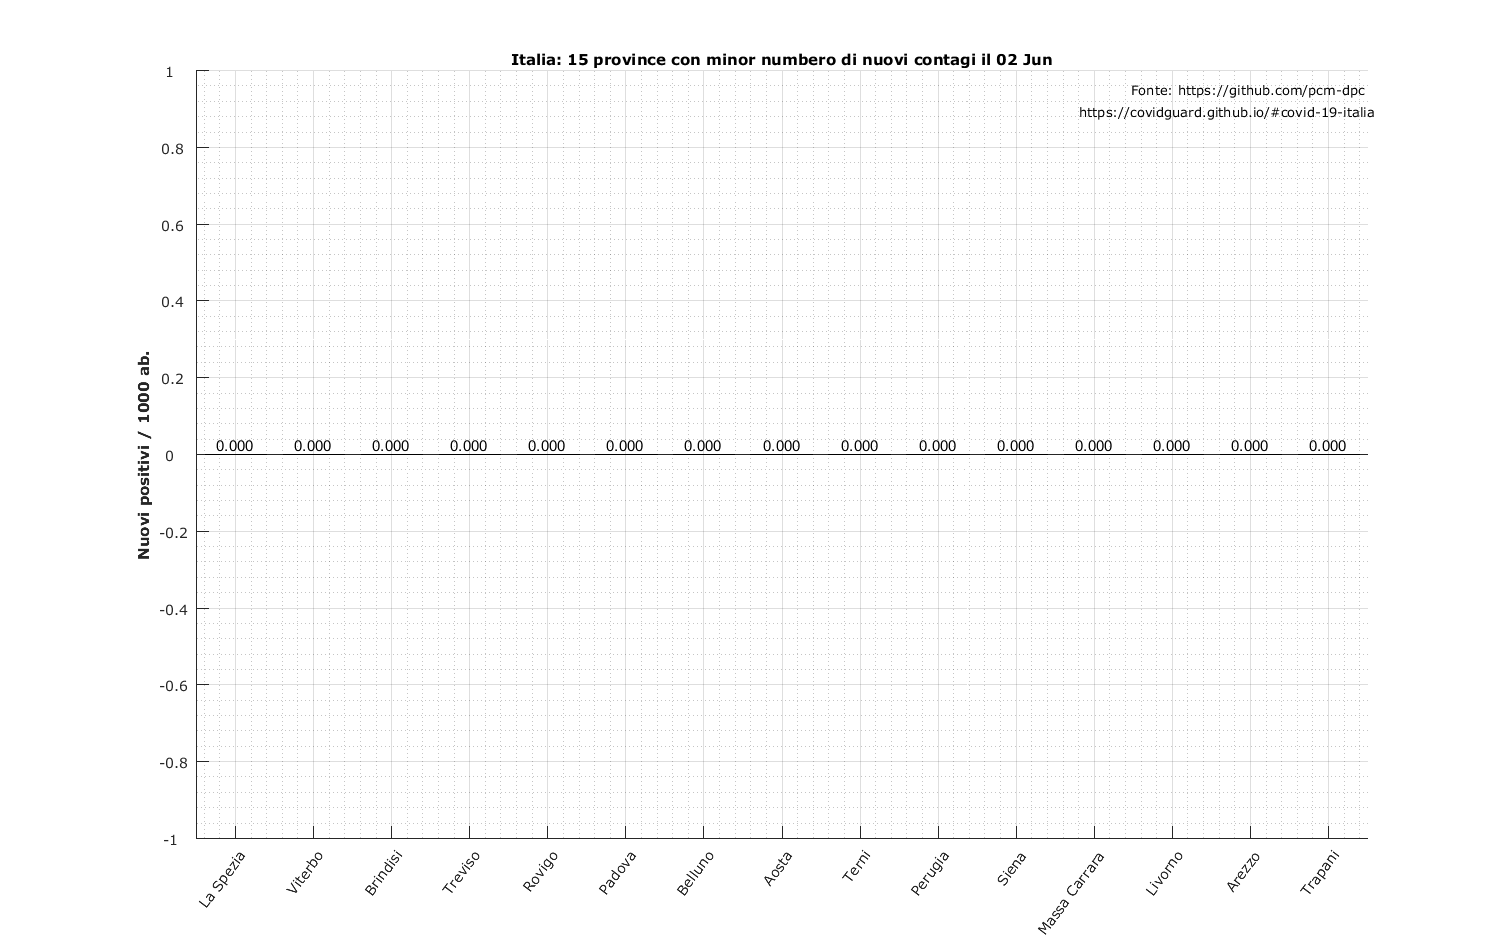 Italia: 15 province con minor numbero di nuovi contagi il 02 Jun
Fonte: https://github.com/pcm-dpc
https://covidguard.github.io/#covid-19-italia
Nuovi positivi / 1000 ab.
1
0.8
0.6
0.4
0.2
0
-0.2
-0.4
-0.6
-0.8
-1
0.000 0.000 0.000 0.000 0.000 0.000 0.000 0.000 0.000 0.000 0.000 0.000 0.000 0.000 0.000
La Spezia Viterbo Brindisi Treviso Rovigo Padova Belluno Aosta Terni Perugia Siena Massa Carrara Livorno Arezzo Trapani